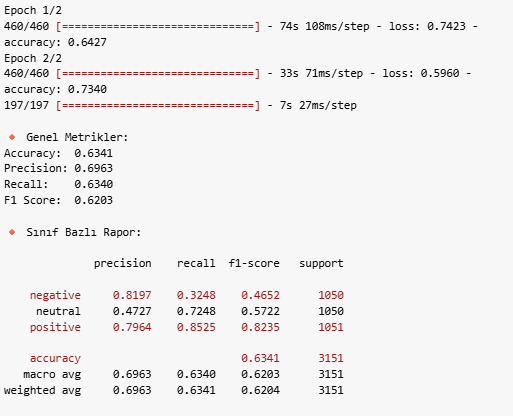 Epoch 1/2
460/460 [==============================] - 74s 108ms/step - loss: 0.7423 -
accuracy: 0.6427
Epoch 2/2
460/460 [==============================] - 33s 71ms/step - loss: 0.5960 -
accuracy: 0.7340
197/197 [==============================] - 7s 27ms/step
🔸 Genel Metrikler:
Accuracy: 0.6341
Precision: 0.6963
Recall: 0.6340
F1 Score: 0.6203
🔸 Sınıf Bazlı Rapor:
precision recall f1-score support
negative 0.8197 0.3248 0.4652 1050
neutral 0.4727 0.7248 0.5722 1050
positive 0.7964 0.8525 0.8235 1051
accuracy 0.6341 3151
macro avg 0.6963 0.6340 0.6203 3151
weighted avg 0.6963 0.6341 0.6204 3151